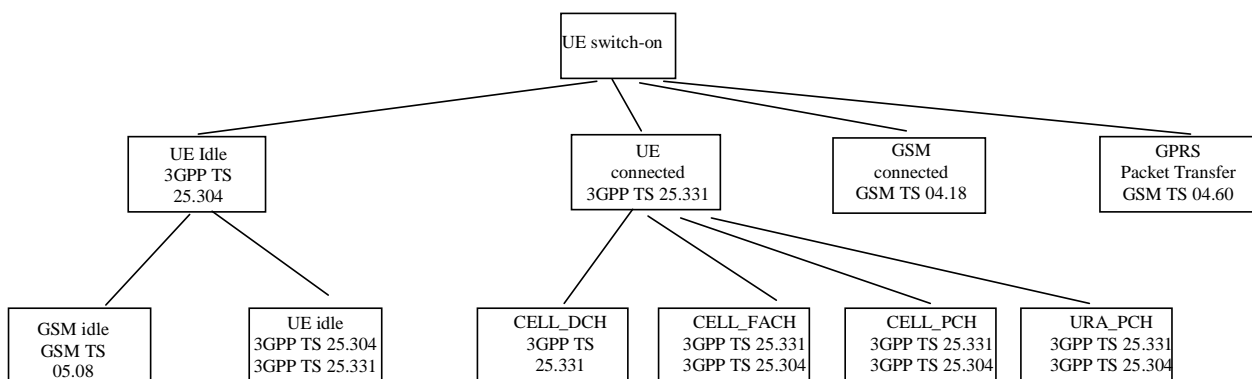 UE switch-on
UE Idle
3GPP TS
25.304
UE
connected
3GPP TS 25.331
GSM
connected
GSM TS 04.18
GPRS
Packet Transfer
GSM TS 04.60
GSM idle
GSM TS
05.08
UE idle
3GPP TS 25.304
3GPP TS 25.331
CELL_DCH
3GPP TS
25.331
CELL_FACH
3GPP TS 25.331
3GPP TS 25.304
CELL_PCH
3GPP TS 25.331
3GPP TS 25.304
URA_PCH
3GPP TS 25.331
3GPP TS 25.304